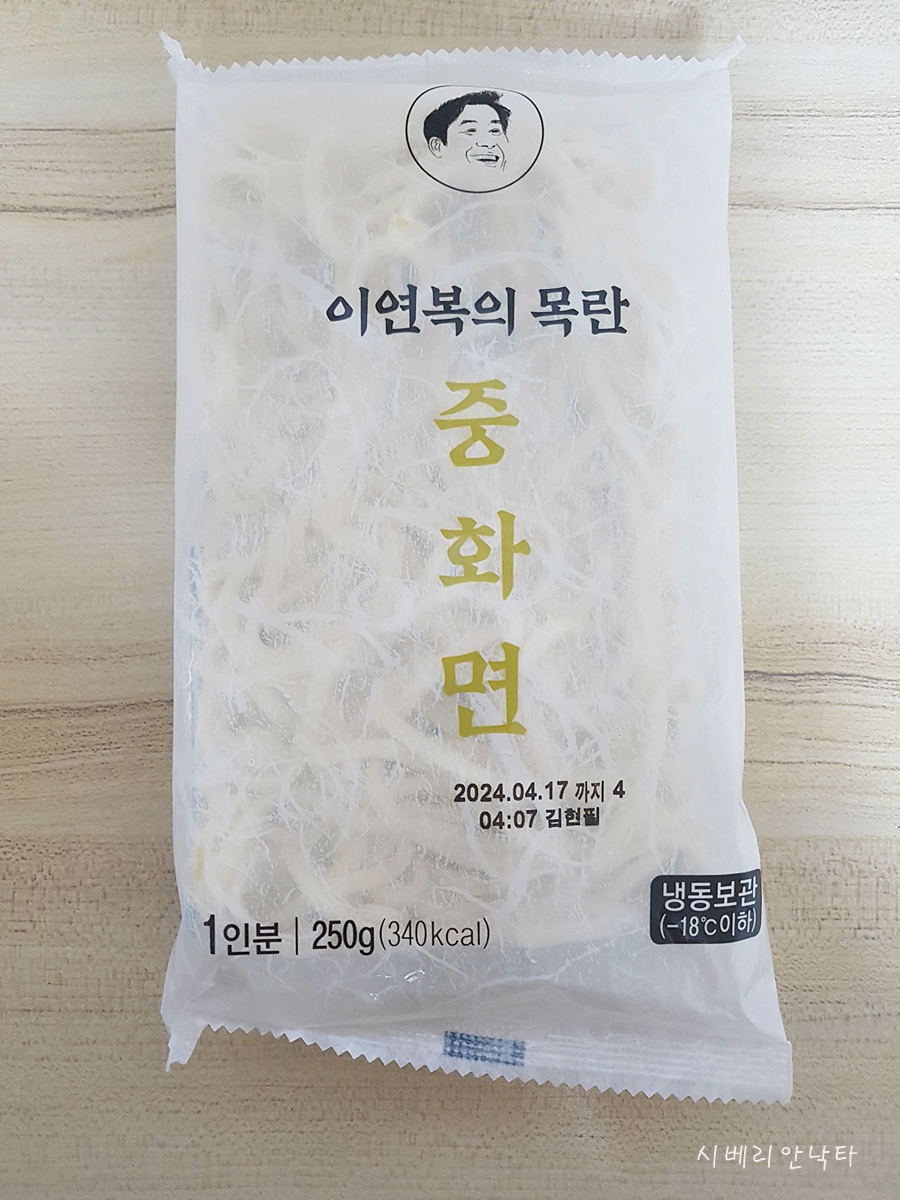 이연복의 목란
중
화
면
2024.04.17 까지 4
04:07 김현필
냉동보관
(-18℃이하)
1인분 | 250g(340kcal)
시베리안낙타